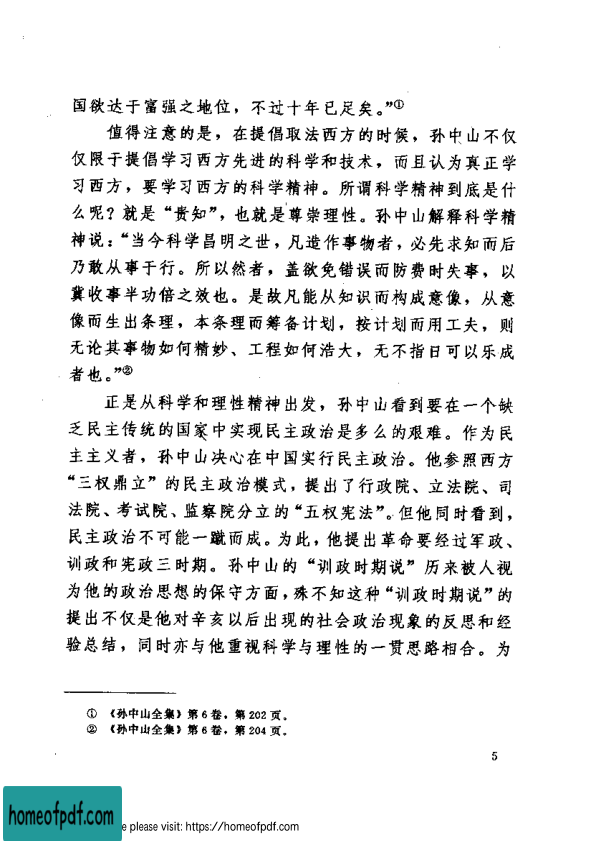 国欲达于富强之地位，不过十年已足矣。”①
值得注意的是，在提倡取法西方的时候，孙中山不仅
仅限于提倡学习西方先进的科学和技术，而且认为真正学
习西方，要学习西方的科学精神。所谓科学精神到底是什
么呢？就是“贵知”，也就是尊崇理性。孙中山解释科学精
神说：“当今科学昌明之世，凡造作事物者，必先求知而后
乃敢从事于行。所以然者，盖欲免错误而防费时失事，以
冀收事半功倍之效也。是故凡能从知识而构成意像，从意
像而生出条理，本条理而筹备计划，按计划而用工夫，则
无论其事物如何精妙、工程如何浩大，无不指日可以乐成
者也。”②
正是从科学和理性精神出发，孙中山看到要在一个缺
乏民主传统的国家中实现民主政治是多么的艰难。作为民
主主义者，孙中山决心在中国实行民主政治。他参照西方
“三权鼎立”的民主政治模式，提出了行政院、立法院、司
法院、考试院、监察院分立的“五权宪法”。但他同时看到，
民主政治不可能一蹴而成。为此，他提出革命要经过军政、
训政和宪政三时期。孙中山的“训政时期说”历来被人视
为他的政治思想的保守方面，殊不知这种“训政时期说”的
提出不仅是他对辛亥以后出现的社会政治现象的反思和经
验总结，同时亦与他重视科学与理性的一贯思路相合。为
① 《孙中山全集》第6卷，第202页。
② 《孙中山全集》第6卷，第204页。
5
homeofpdf.com
e please visit: https://homeofpdf.com